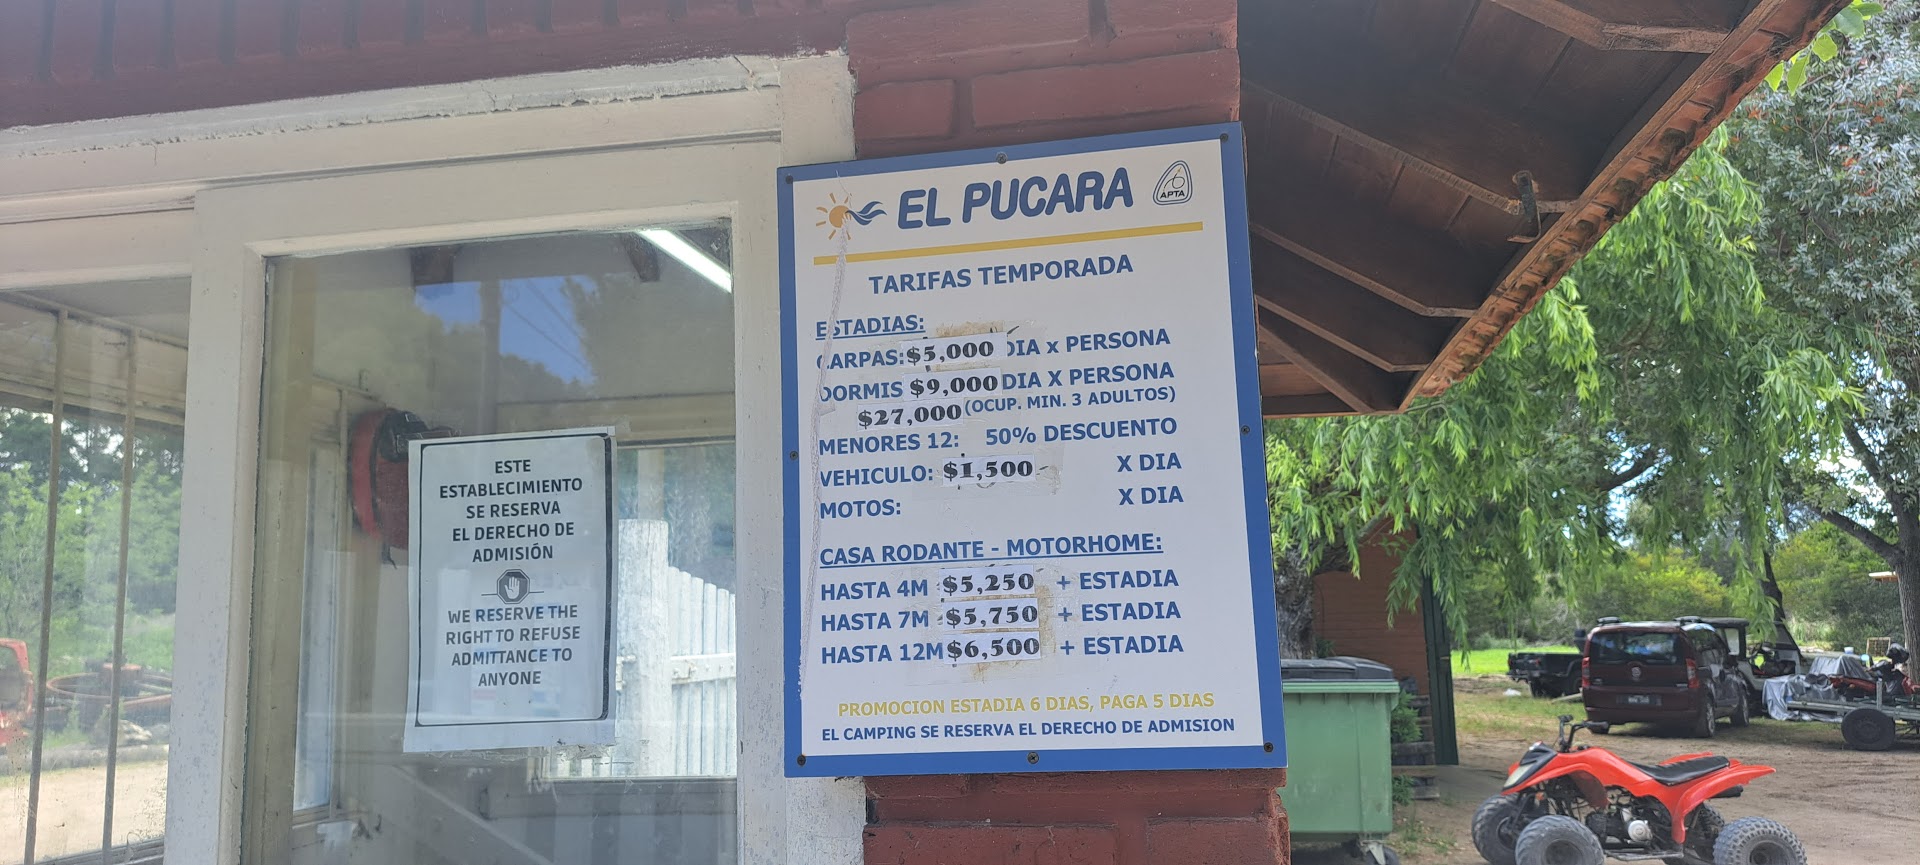 ESTE
ESTABLECIMIENTO
SE RESERVA
EL DERECHO DE
ADMISIÓN
WE RESERVE THE
RIGHT TO REFUSE
ADMITTANCE TO
ANYONE
EL PUCARA
APTA
TARIFAS TEMPORADA
ESTADIAS:
CARPAS: $5,000 DIA x PERSONA
DORMIS $9,000 DIA X PERSONA
$27,000 (OCUP. MIN. 3 ADULTOS)
MENORES 12: 50% DESCUENTO
VEHICULO: $1,500 X DIA
MOTOS: X DIA
CASA RODANTE - MOTORHOME:
HASTA 4M $5,250 + ESTADIA
HASTA 7M $5,750 + ESTADIA
HASTA 12M $6,500 + ESTADIA
PROMOCION ESTADIA 6 DIAS, PAGA 5 DIAS
EL CAMPING SE RESERVA EL DERECHO DE ADMISION